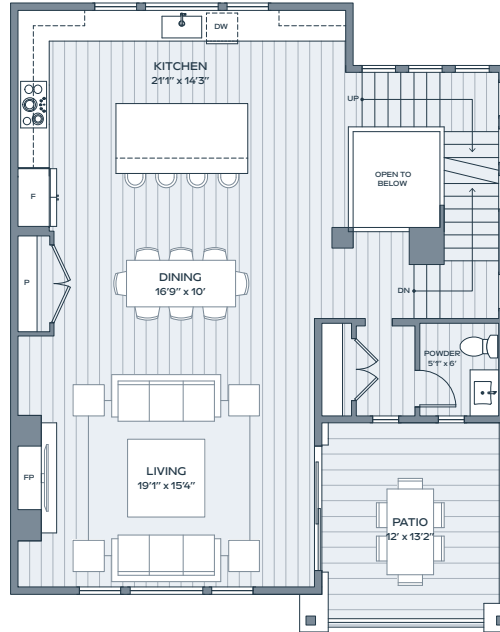 DW
KITCHEN
21'1" x 14'3"
UP
OPEN TO
BELOW
F
DINING
16'9" x 10'
P
DN
POWDER
5'1" x 6'
LIVING
19'1" x 15'4"
FP
PATIO
12' x 13'2"